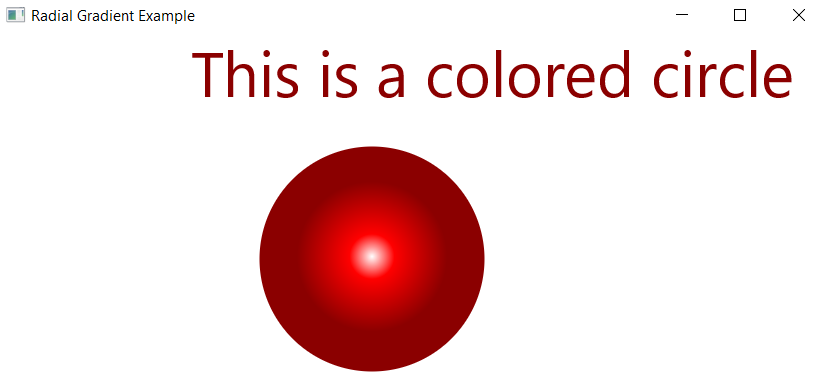 Radial Gradient Example
This is a colored circle